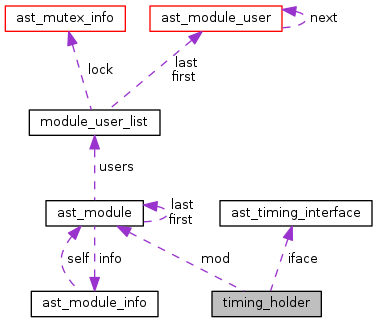 ast_mutex_info
ast_module_user
next
lock
last
first
module_user_list
users
ast_module
last
first
ast_timing_interface
self
info
mod
iface
ast_module_info
timing_holder